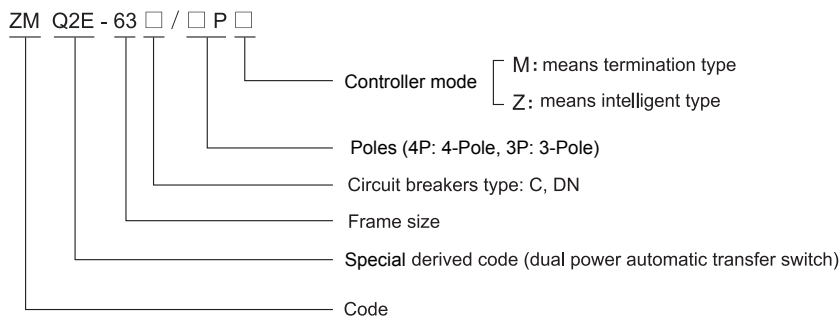 ZM Q2E - 63 □ / □ P □
M: means termination type
Controller mode
Z: means intelligent type
Poles (4P: 4-Pole, 3P: 3-Pole)
Circuit breakers type: C, DN
Frame size
Special derived code (dual power automatic transfer switch)
Code